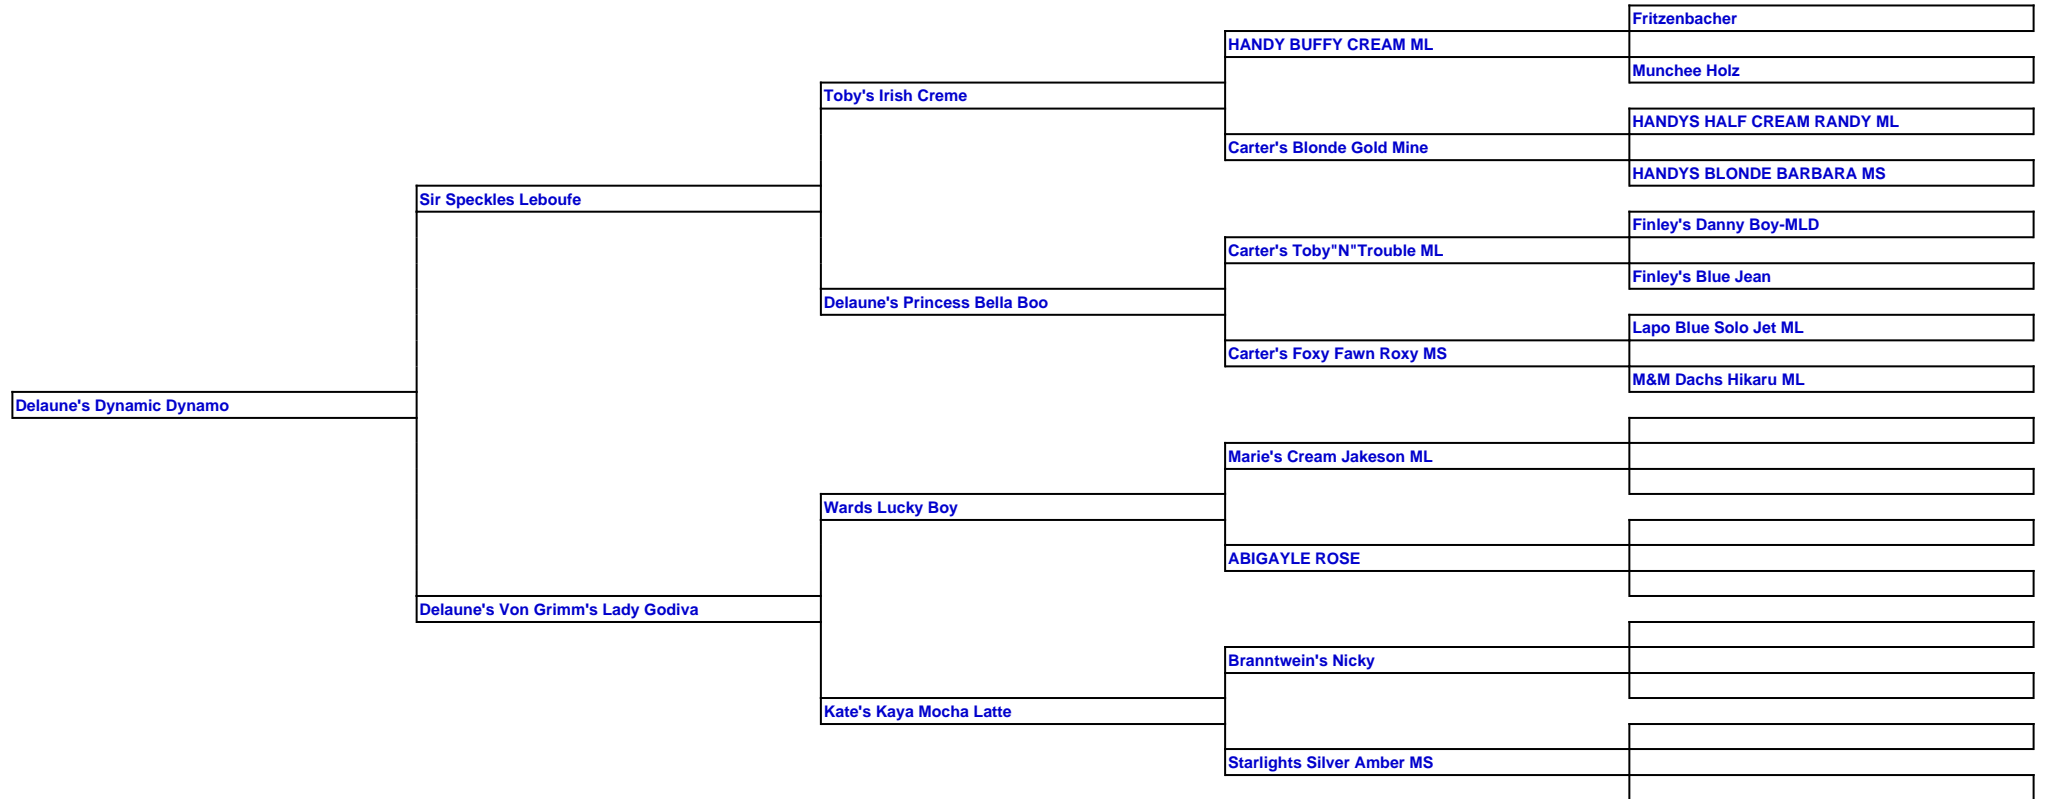 Fritzenbacher
HANDY BUFFY CREAM ML
Munchee Holz
Toby's Irish Creme
HANDYS HALF CREAM RANDY ML
Carter's Blonde Gold Mine
HANDYS BLONDE BARBARA MS
Sir Speckles Leboufe
Finley's Danny Boy-MLD
Carter's Toby"N"Trouble ML
Finley's Blue Jean
Delaune's Princess Bella Boo
Lapo Blue Solo Jet ML
Carter's Foxy Fawn Roxy MS
M&M Dachs Hikaru ML
Delaune's Dynamic Dynamo
Marie's Cream Jakeson ML
Wards Lucky Boy
ABIGAYLE ROSE
Delaune's Von Grimm's Lady Godiva
Branntwein's Nicky
Kate's Kaya Mocha Latte
Starlights Silver Amber MS